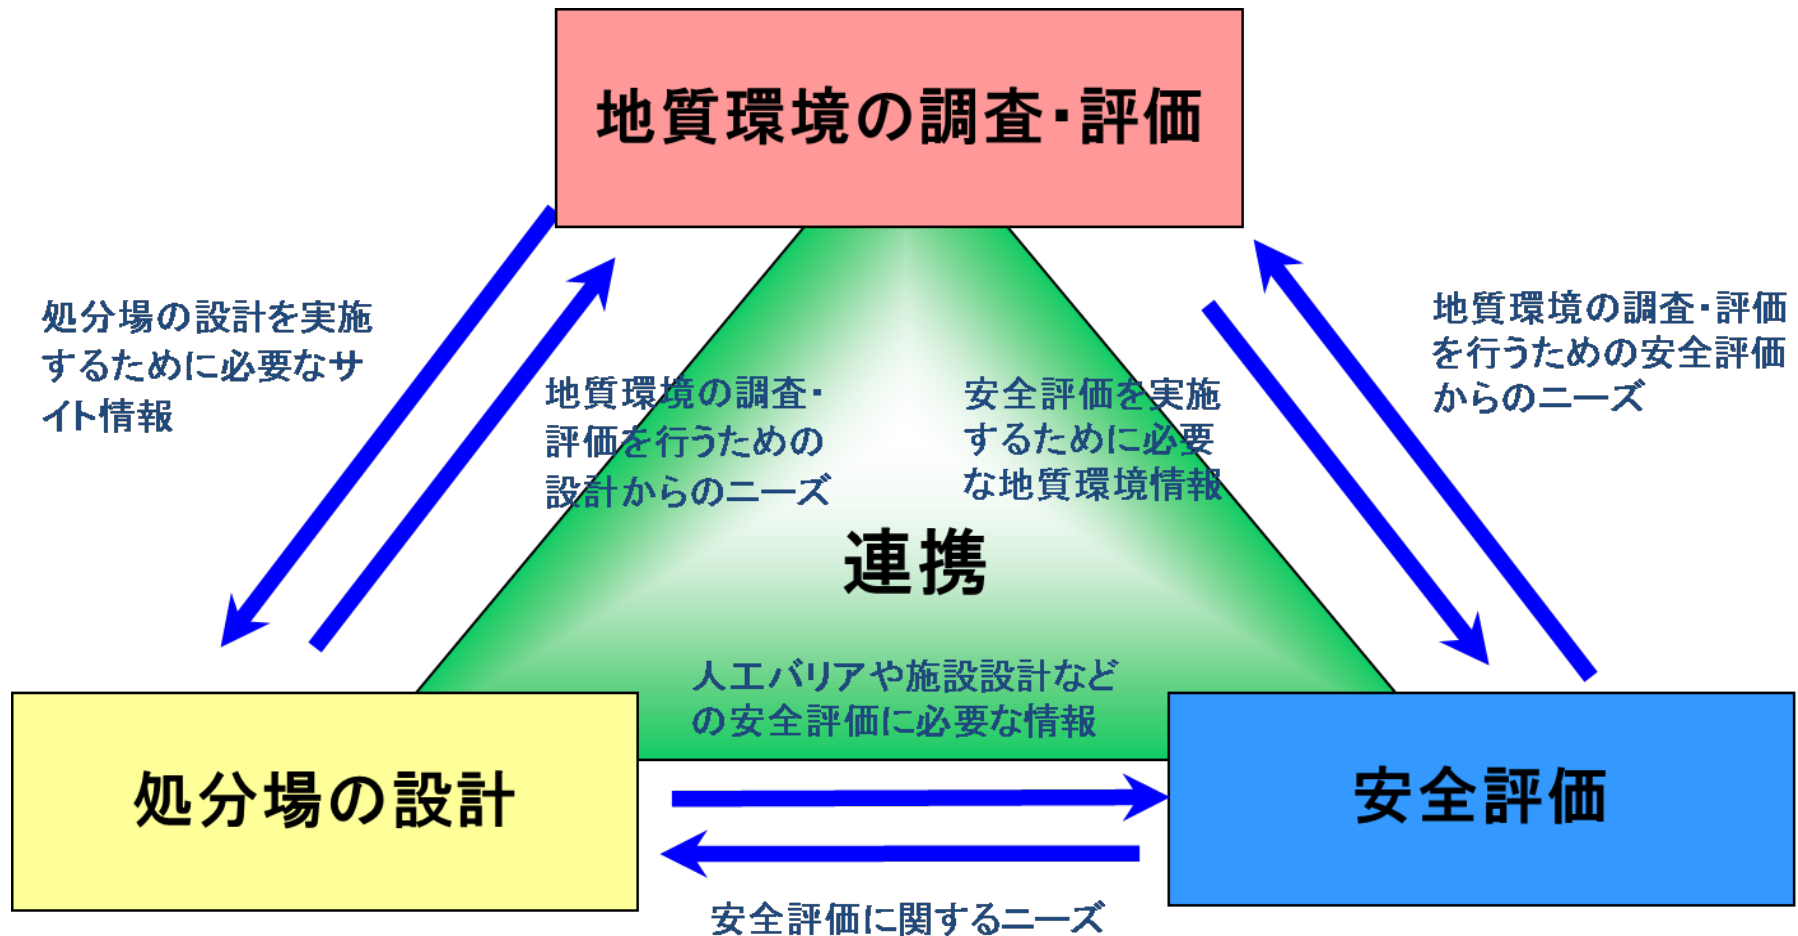 地質環境の調査・評価
処分場の設計を実施
するために必要なサ
イト情報
地質環境の調査・
評価を行うための
設計からのニーズ
安全評価を実施
するために必要
な地質環境情報
地質環境の調査・評価
を行うための安全評価
からのニーズ
連携
人工バリアや施設設計など
の安全評価に必要な情報
処分場の設計
安全評価
安全評価に関するニーズ